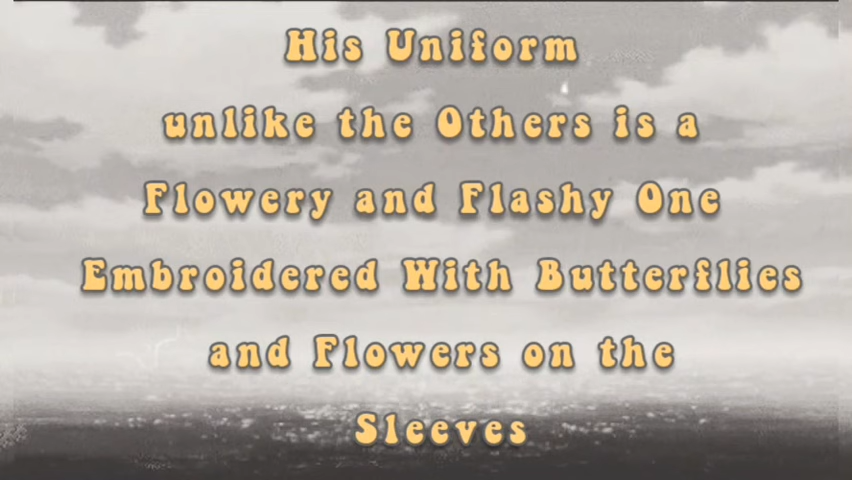 His Uniform
unlike the Others is a
Flowery and Flashy One
Embroidered With Butterflies
and Flowers on the
Sleeves